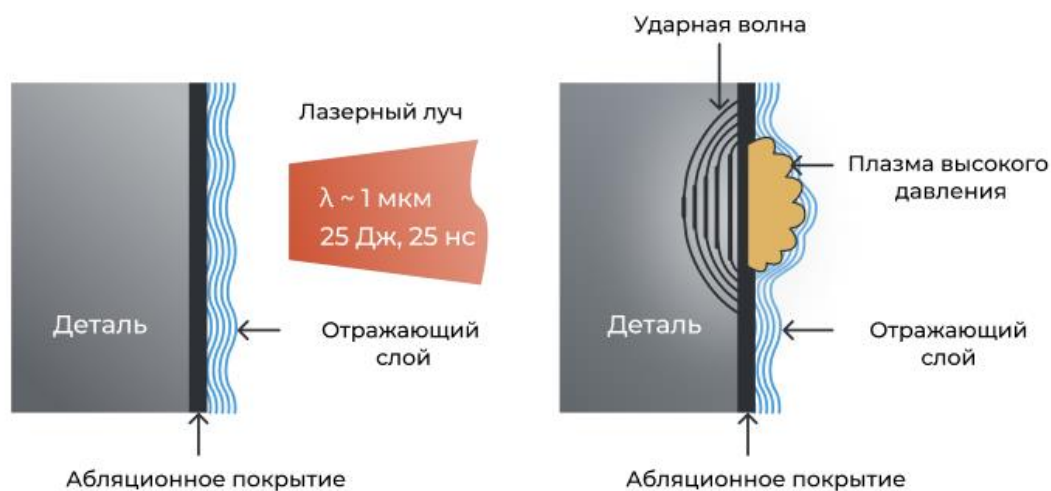 Лазерный луч
λ ~ 1 мкм
25 Дж, 25 нс
Деталь
Отражающий
слой
Абляционное покрытие
Ударная волна
Плазма высокого
давления
Деталь
Отражающий
слой
Абляционное покрытие